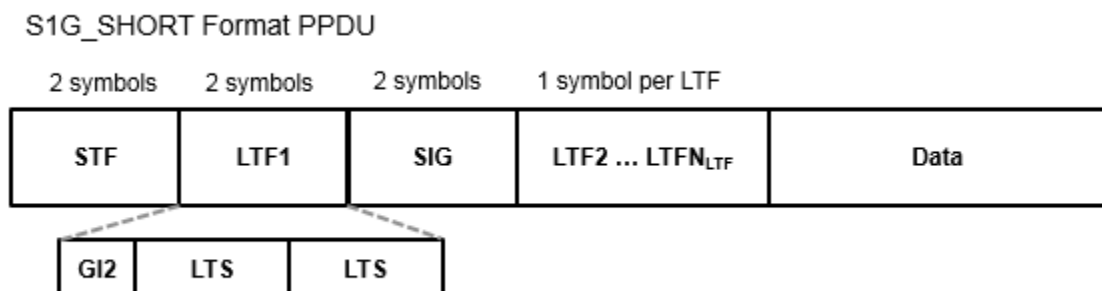 S1G_SHORT Format PPDU
2 symbols 2 symbols 2 symbols 1 symbol per LTF
STF LTF1 SIG LTF2 ... LTFN_LTF Data
GI2 LTS LTS